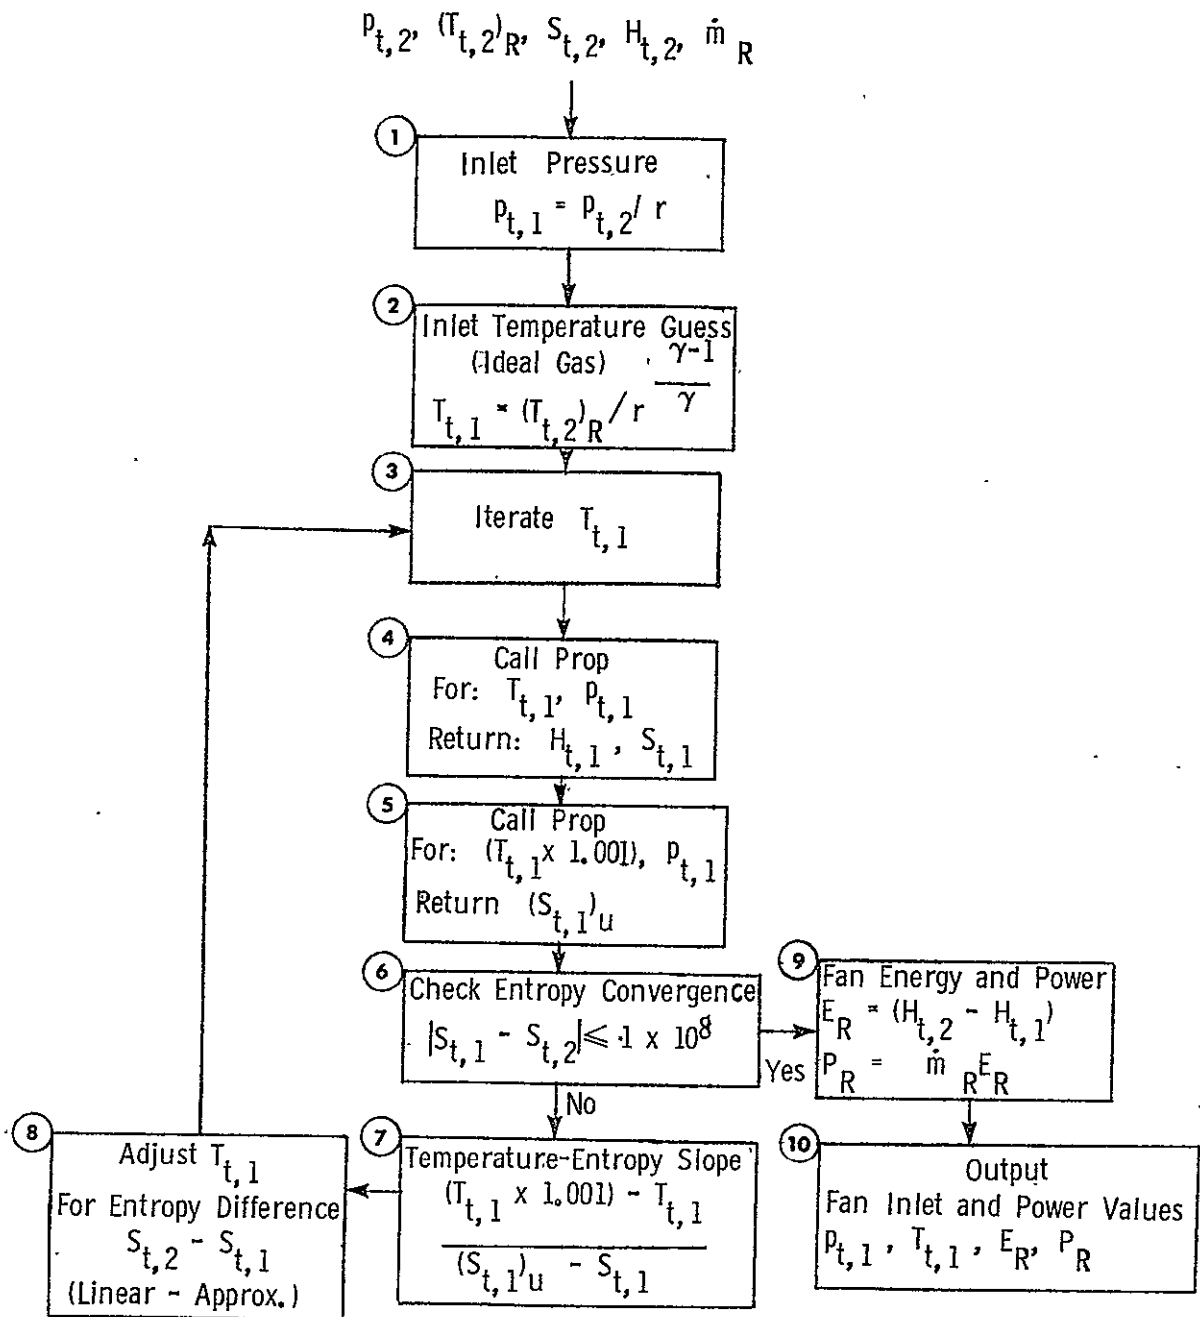 p_t,2, (T_t,2)_R, S_t,2, H_t,2, ṁ_R
1
Inlet Pressure
p_t,1 = p_t,2 / r
2
Inlet Temperature Guess
(Ideal Gas)
T_t,1 = (T_t,2)_R / r^(γ-1)/γ
3
Iterate T_t,1
4
Call Prop
For: T_t,1, p_t,1
Return: H_t,1, S_t,1
5
Call Prop
For: (T_t,1 x 1.001), p_t,1
Return (S_t,1)_u
6
Check Entropy Convergence
|S_t,1 - S_t,2| ≤ .1 x 10^8
Yes
No
7
Temperature-Entropy Slope
(T_t,1 x 1.001) - T_t,1
(S_t,1)_u - S_t,1
8
Adjust T_t,1
For Entropy Difference
S_t,2 - S_t,1
(Linear - Approx.)
9
Fan Energy and Power
E_R = (H_t,2 - H_t,1)
P_R = ṁ_R E_R
10
Output
Fan Inlet and Power Values
p_t,1, T_t,1, E_R, P_R